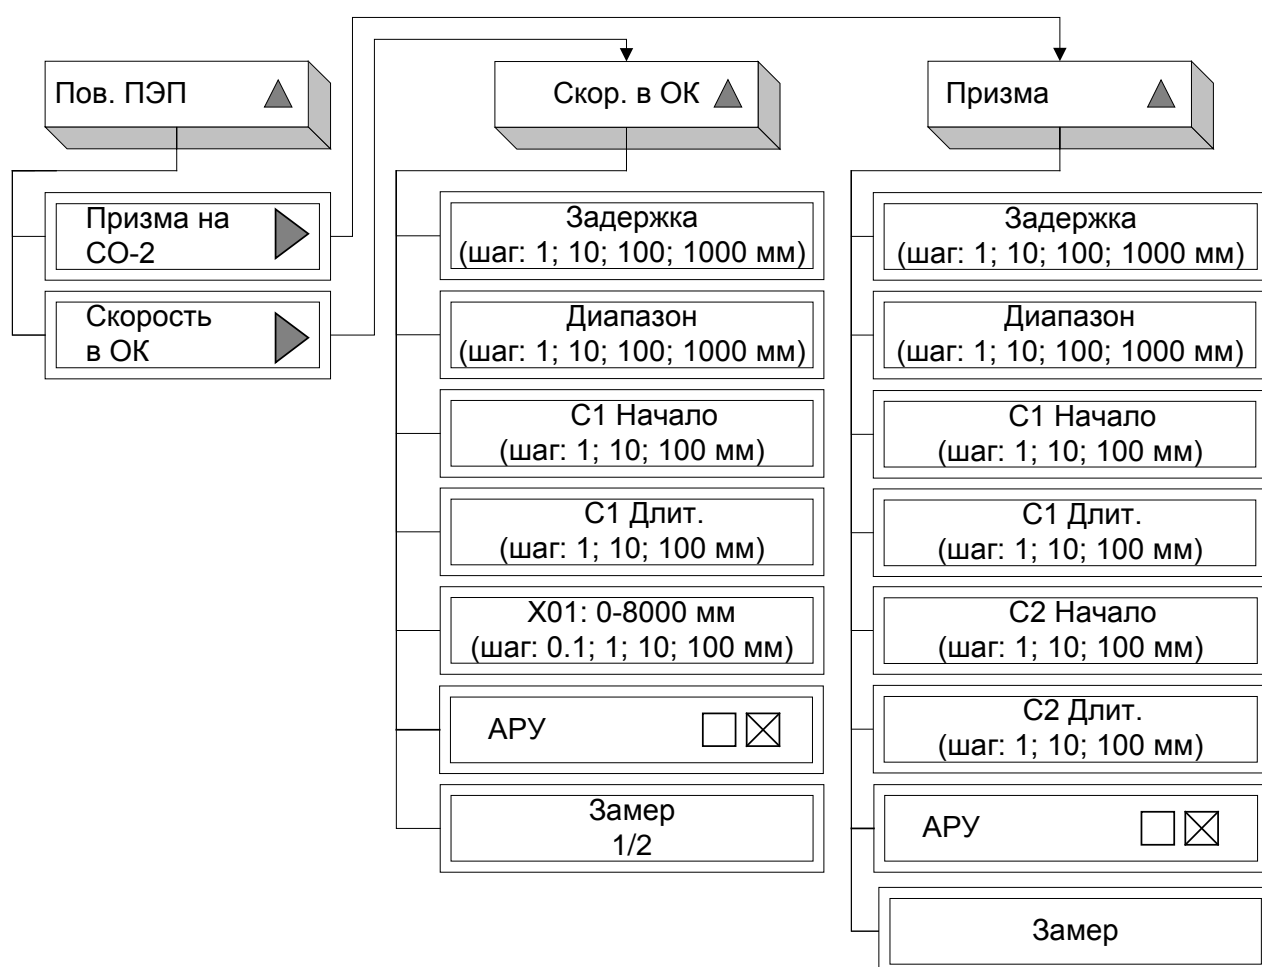 Пов. ПЭП
Призма на
СО-2
Скорость
в ОК
Скор. в ОК
Задержка
(шаг: 1; 10; 100; 1000 мм)
Диапазон
(шаг: 1; 10; 100; 1000 мм)
С1 Начало
(шаг: 1; 10; 100 мм)
С1 Длит.
(шаг: 1; 10; 100 мм)
X01: 0-8000 мм
(шаг: 0.1; 1; 10; 100 мм)
АРУ
Замер
1/2
Призма
Задержка
(шаг: 1; 10; 100; 1000 мм)
Диапазон
(шаг: 1; 10; 100; 1000 мм)
С1 Начало
(шаг: 1; 10; 100 мм)
С1 Длит.
(шаг: 1; 10; 100 мм)
С2 Начало
(шаг: 1; 10; 100 мм)
С2 Длит.
(шаг: 1; 10; 100 мм)
АРУ
Замер